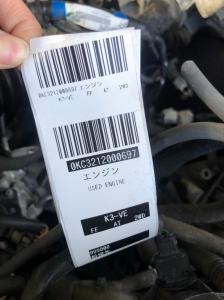 0KC3212000697 エンジン
K3-VE FF AT 2WD
0KC3212000697
エンジン
USED ENGINE
K3-VE
FF AT 2WD